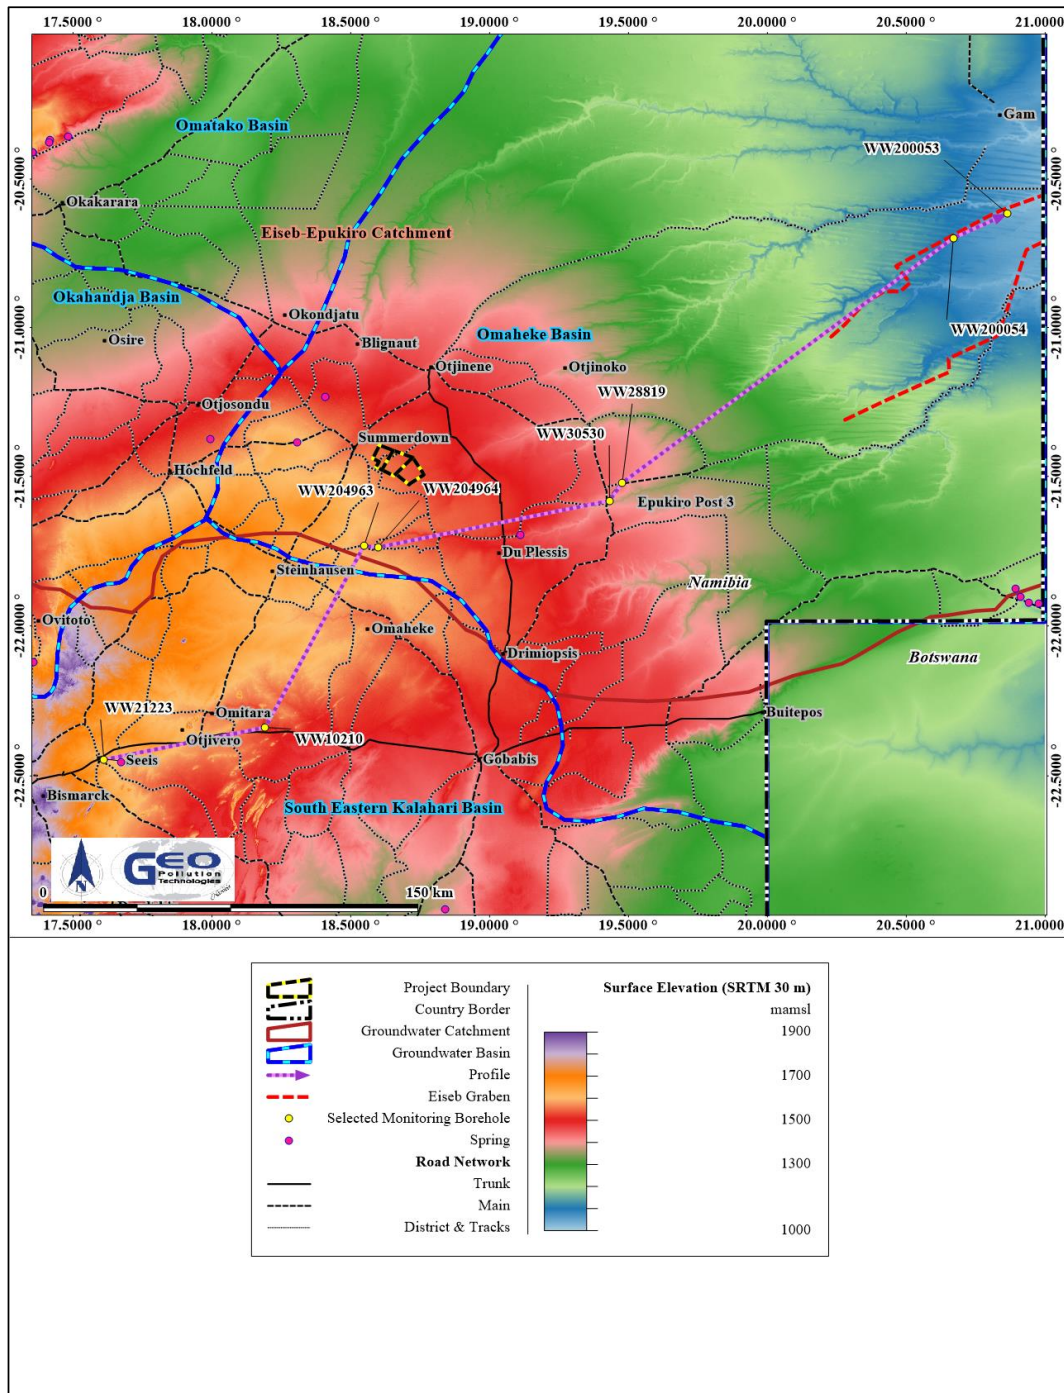 17.5000 ° 18.0000 ° 18.5000 ° 19.0000 ° 19.5000 ° 20.0000 ° 20.5000 ° 21.0000 °
Gam
Omatako Basin
WW200053
-20.5000 °
-20.5000 °
Okakarara
Eiseb-Epukiro Catchment
Okahandja Basin
Okondjatu
WW200054
-21.0000 °
-21.0000 °
Osire
Blignaut
Omaheke Basin
Otjinene
Otjinoko
WW28819
Otjosondu
Summerdown
WW30530
Hochfeld
WW204963
WW204964
-21.5000 °
-21.5000 °
Epukiro Post 3
Du Plessis
Steinhausen
Namibia
Ovitoto
Omaheke
-22.0000 °
-22.0000 °
Drimiopsis
Botswana
WW21223
Omitara
Buitepos
Otjivero
WW10210
Seeis
Gobabis
-22.5000 °
-22.5000 °
Bismarck
South Eastern Kalahari Basin
GEO
Pollution
Technologies
N
0
150 km
17.5000 ° 18.0000 ° 18.5000 ° 19.0000 ° 19.5000 ° 20.0000 ° 20.5000 ° 21.0000 °
Project Boundary
Country Border
Groundwater Catchment
Groundwater Basin
Profile
Eiseb Graben
Selected Monitoring Borehole
Spring
Road Network
Trunk
Main
District & Tracks
Surface Elevation (SRTM 30 m)
mamsl
1900
1700
1500
1300
1000